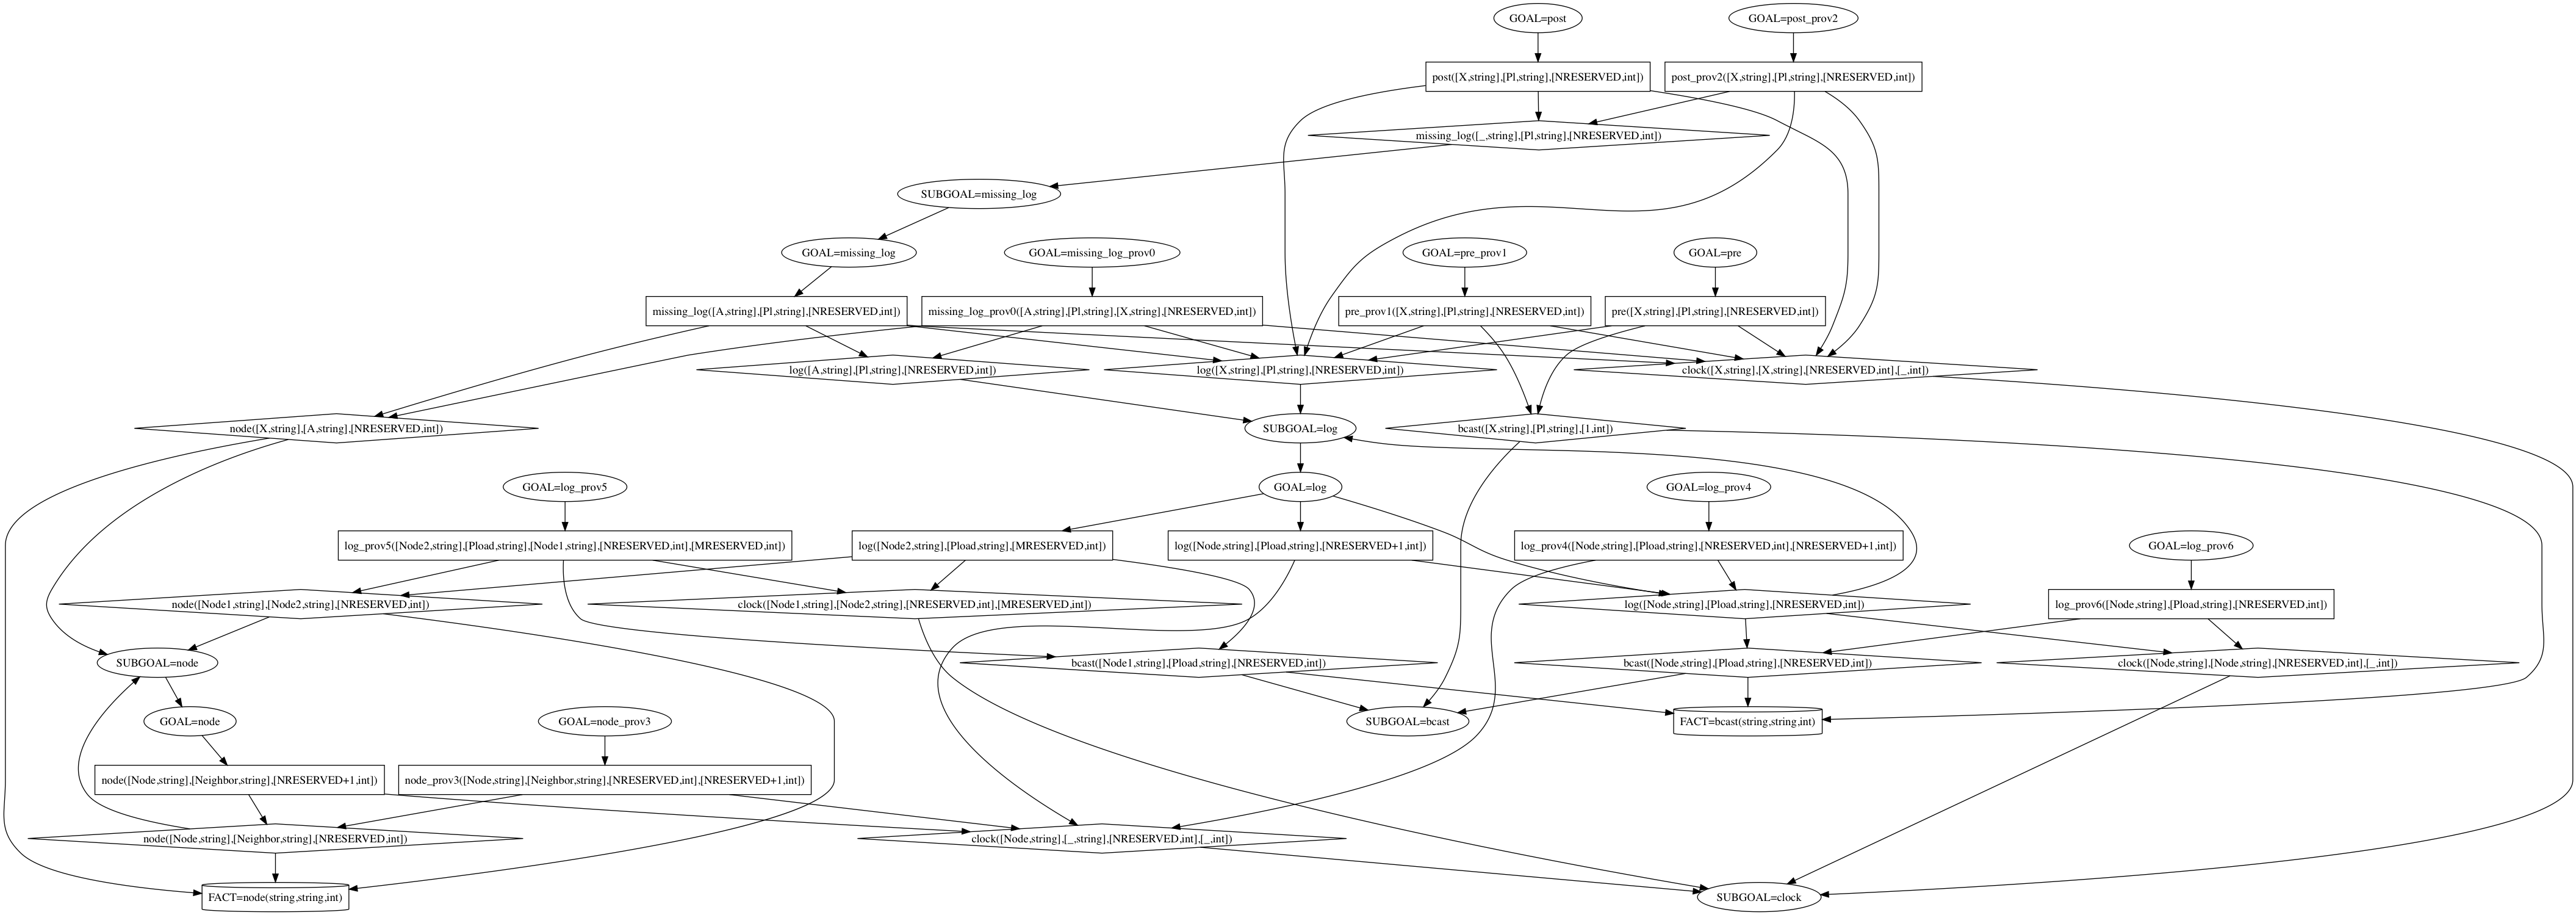 GOAL=post
GOAL=post_prov2
post([X,string],[Pl,string],[NRESERVED,int])
post_prov2([X,string],[Pl,string],[NRESERVED,int])
missing_log([_,string],[Pl,string],[NRESERVED,int])
SUBGOAL=missing_log
GOAL=missing_log
GOAL=missing_log_prov0
GOAL=pre_prov1
GOAL=pre
missing_log([A,string],[Pl,string],[NRESERVED,int])
missing_log_prov0([A,string],[Pl,string],[X,string],[NRESERVED,int])
pre_prov1([X,string],[Pl,string],[NRESERVED,int])
pre([X,string],[Pl,string],[NRESERVED,int])
log([A,string],[Pl,string],[NRESERVED,int])
log([X,string],[Pl,string],[NRESERVED,int])
clock([X,string],[X,string],[NRESERVED,int],[_,int])
node([X,string],[A,string],[NRESERVED,int])
SUBGOAL=log
bcast([X,string],[Pl,string],[1,int])
GOAL=log_prov5
GOAL=log
GOAL=log_prov4
log_prov5([Node2,string],[Pload,string],[Node1,string],[NRESERVED,int],[MRESERVED,int])
log([Node2,string],[Pload,string],[MRESERVED,int])
log([Node,string],[Pload,string],[NRESERVED+1,int])
log_prov4([Node,string],[Pload,string],[NRESERVED,int],[NRESERVED+1,int])
GOAL=log_prov6
node([Node1,string],[Node2,string],[NRESERVED,int])
clock([Node1,string],[Node2,string],[NRESERVED,int],[MRESERVED,int])
log([Node,string],[Pload,string],[NRESERVED,int])
log_prov6([Node,string],[Pload,string],[NRESERVED,int])
SUBGOAL=node
bcast([Node1,string],[Pload,string],[NRESERVED,int])
bcast([Node,string],[Pload,string],[NRESERVED,int])
clock([Node,string],[Node,string],[NRESERVED,int],[_,int])
GOAL=node
GOAL=node_prov3
SUBGOAL=bcast
FACT=bcast(string,string,int)
node([Node,string],[Neighbor,string],[NRESERVED+1,int])
node_prov3([Node,string],[Neighbor,string],[NRESERVED,int],[NRESERVED+1,int])
node([Node,string],[Neighbor,string],[NRESERVED,int])
clock([Node,string],[_,string],[NRESERVED,int],[_,int])
FACT=node(string,string,int)
SUBGOAL=clock